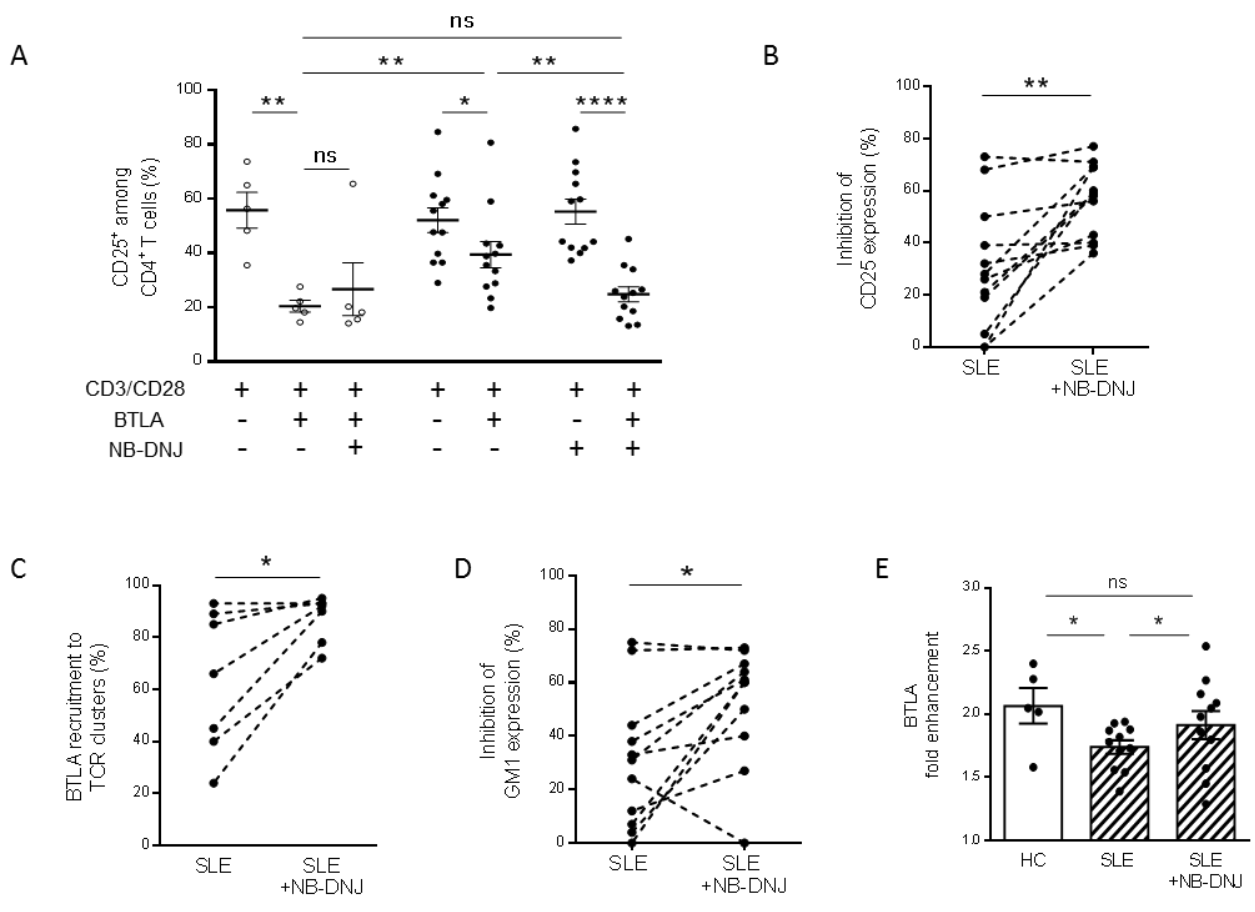 A
ns
**
**
**
*
****
ns
100
80
60
40
20
0
CD25+ among
CD4+ T cells (%)
CD3/CD28 + + + + + + +
BTLA - + + - + - +
NB-DNJ - - + - - + +
B
**
100
80
60
40
20
0
Inhibition of
CD25 expression (%)
SLE
SLE
+NB-DNJ
C
*
100
80
60
40
20
0
BTLA recruitment to
TCR clusters (%)
SLE
SLE
+NB-DNJ
D
*
100
80
60
40
20
0
Inhibition of
GM1 expression (%)
SLE
SLE
+NB-DNJ
E
ns
*
*
3.0
2.5
2.0
1.5
1.0
BTLA
fold enhancement
HC
SLE
SLE
+NB-DNJ